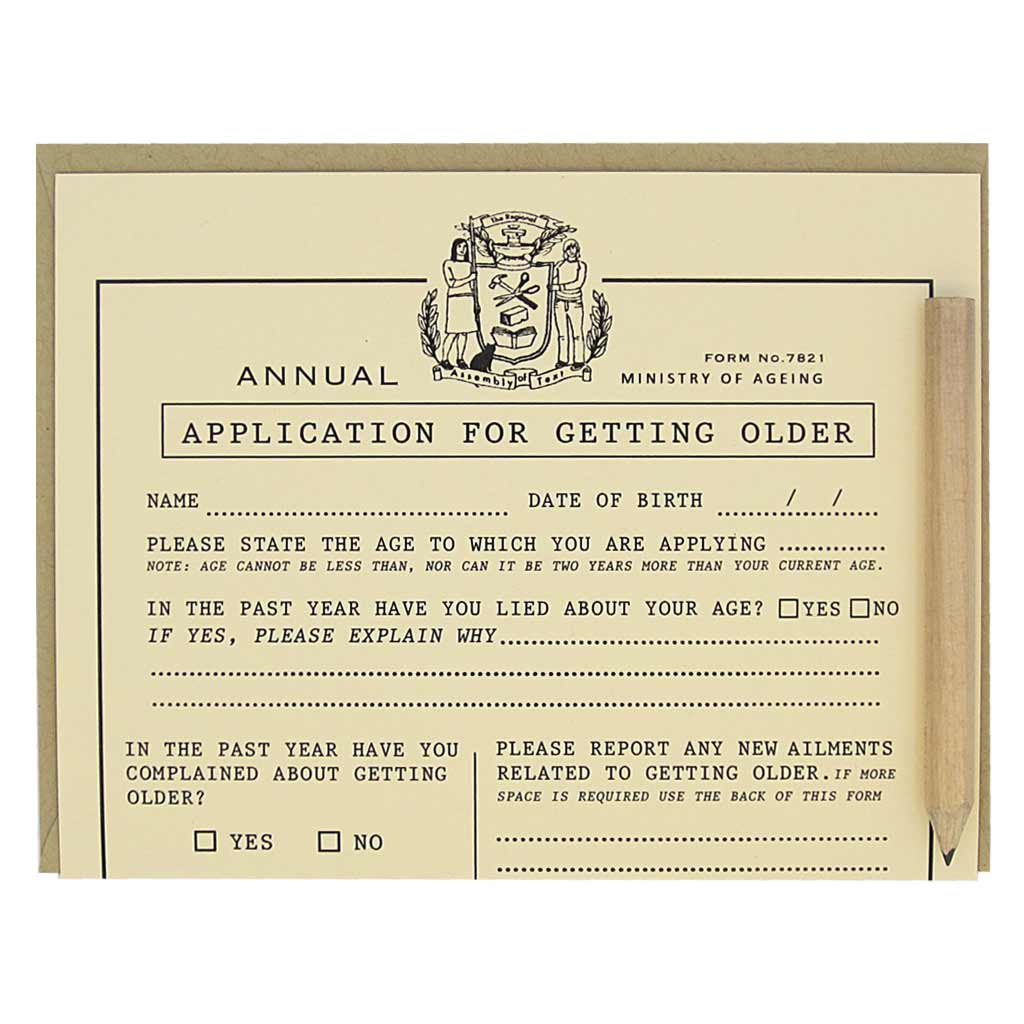 The Regional
Assembly of Text
ANNUAL
FORM No.7821
MINISTRY OF AGEING
APPLICATION FOR GETTING OLDER
NAME DATE OF BIRTH / /
PLEASE STATE THE AGE TO WHICH YOU ARE APPLYING
NOTE: AGE CANNOT BE LESS THAN, NOR CAN IT BE TWO YEARS MORE THAN YOUR CURRENT AGE.
IN THE PAST YEAR HAVE YOU LIED ABOUT YOUR AGE? YES NO
IF YES, PLEASE EXPLAIN WHY
IN THE PAST YEAR HAVE YOU
COMPLAINED ABOUT GETTING
OLDER?
YES NO
PLEASE REPORT ANY NEW AILMENTS
RELATED TO GETTING OLDER. IF MORE
SPACE IS REQUIRED USE THE BACK OF THIS FORM